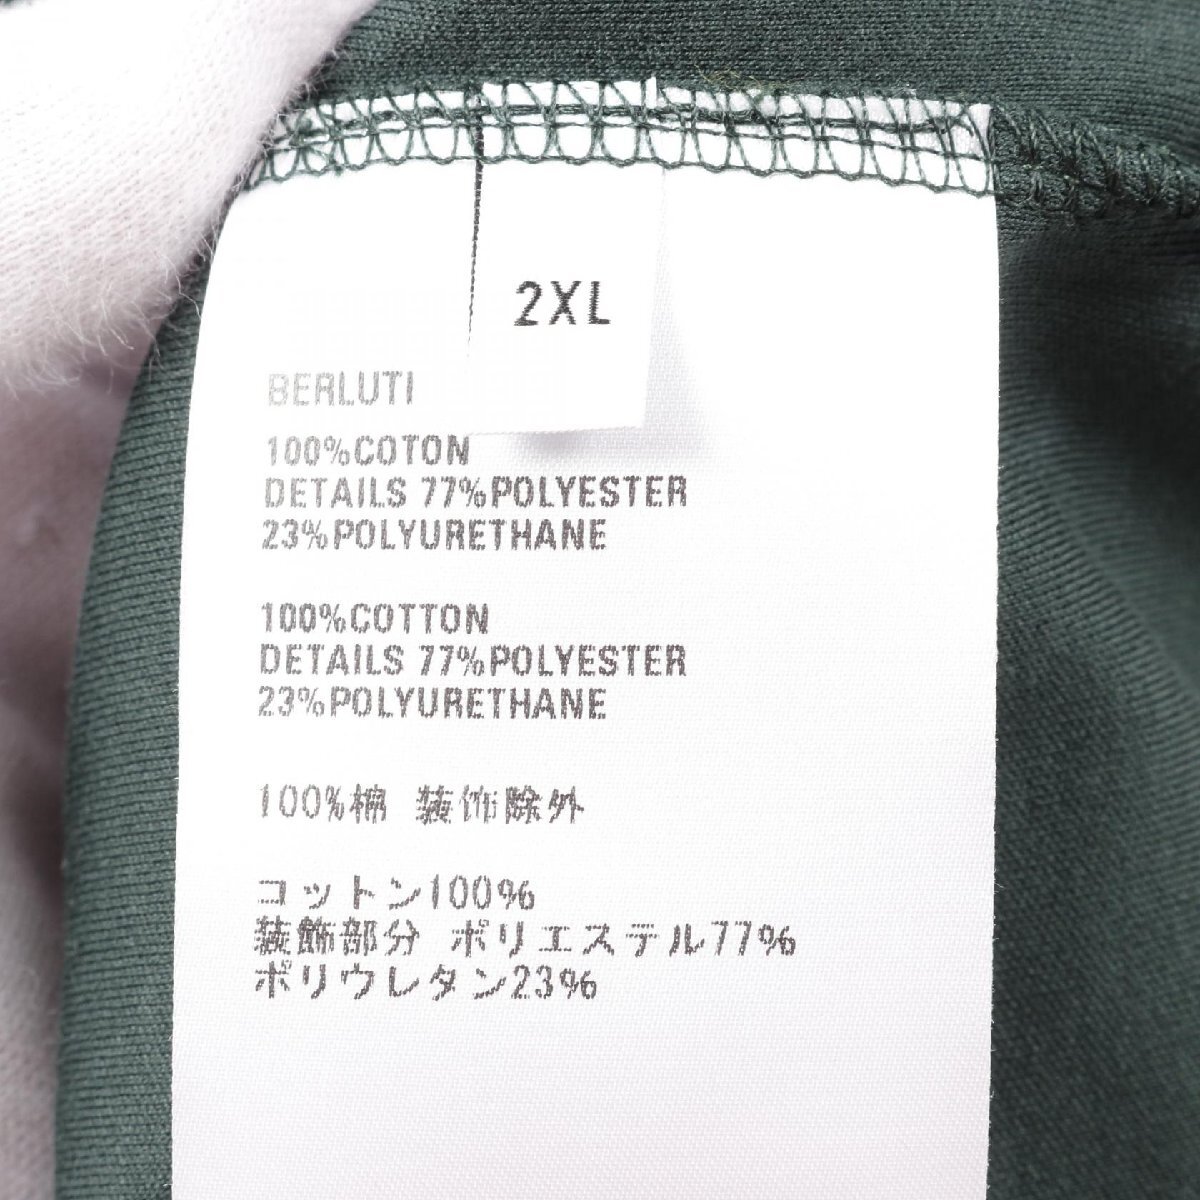 2XL
BERLUTI
100%COTON
DETAILS 77%POLYESTER
23%POLYURETHANE
100%COTTON
DETAILS 77%POLYESTER
23%POLYURETHANE
100%棉 装饰除外
コットン100%
装飾部分 ポリエステル77%
ポリウレタン23%